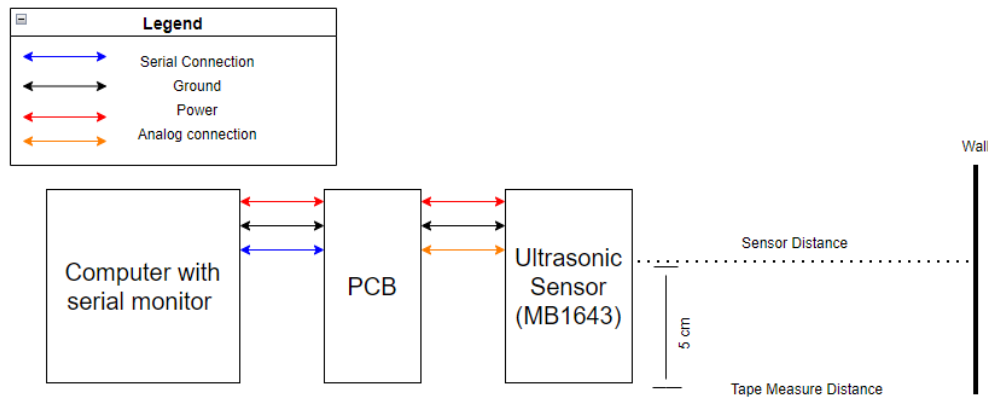 Legend
Serial Connection
Ground
Power
Analog connection
Wall
Sensor Distance
Computer with
serial monitor
PCB
Ultrasonic
Sensor
(MB1643)
5 cm
Tape Measure Distance